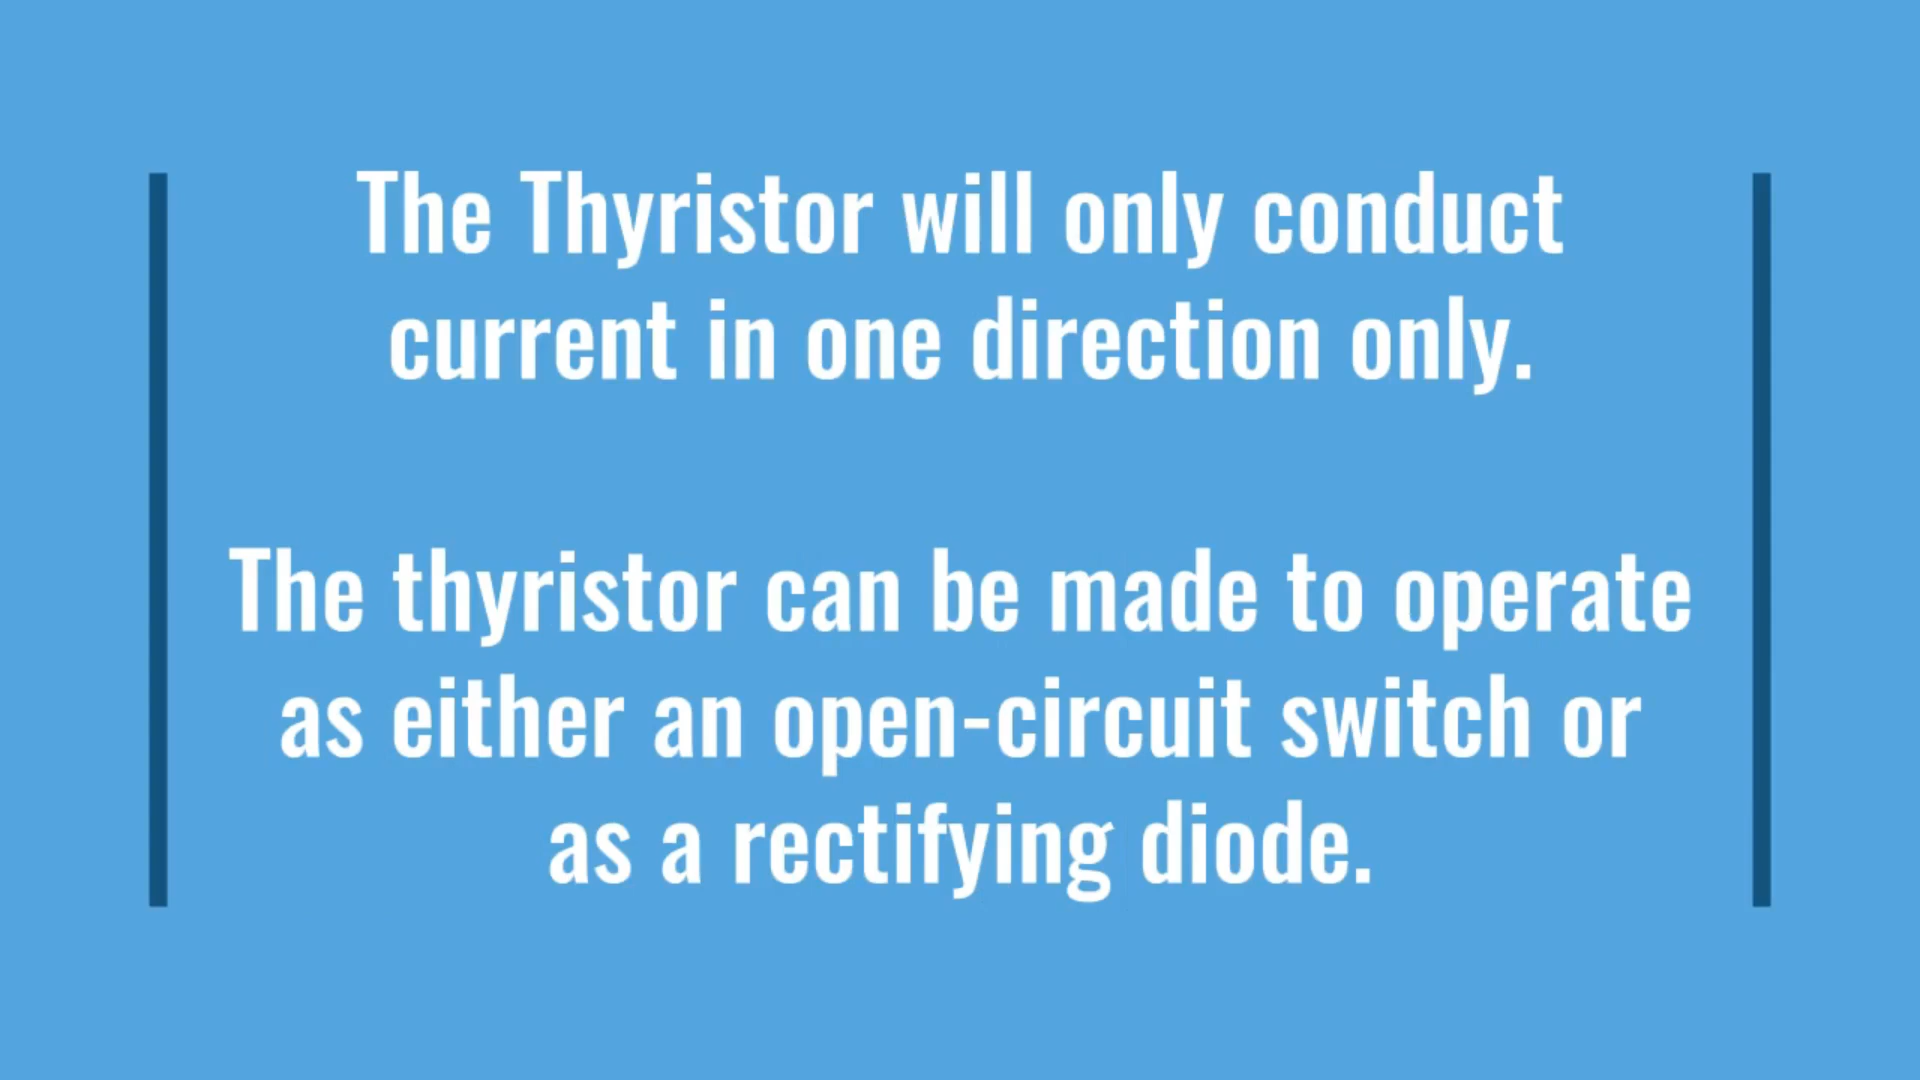 The Thyristor will only conduct
current in one direction only.
The thyristor can be made to operate
as either an open-circuit switch or
as a rectifying diode.